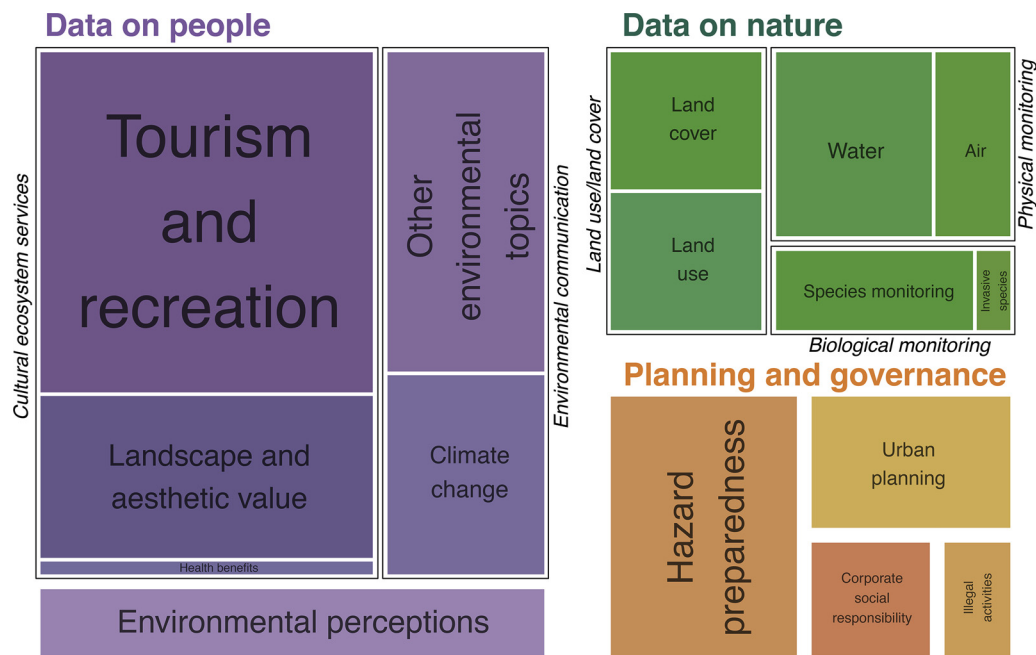 Data on people
Cultural ecosystem services
Tourism
and
recreation
Landscape and
aesthetic value
Health benefits
Other
environmental
topics
Climate
change
Environmental communication
Environmental perceptions
Data on nature
Land use/land cover
Land
cover
Land
use
Water
Air
Physical monitoring
Species monitoring
Invasive
species
Biological monitoring
Planning and governance
Hazard
preparedness
Urban
planning
Corporate
social
responsibility
Illegal
activities